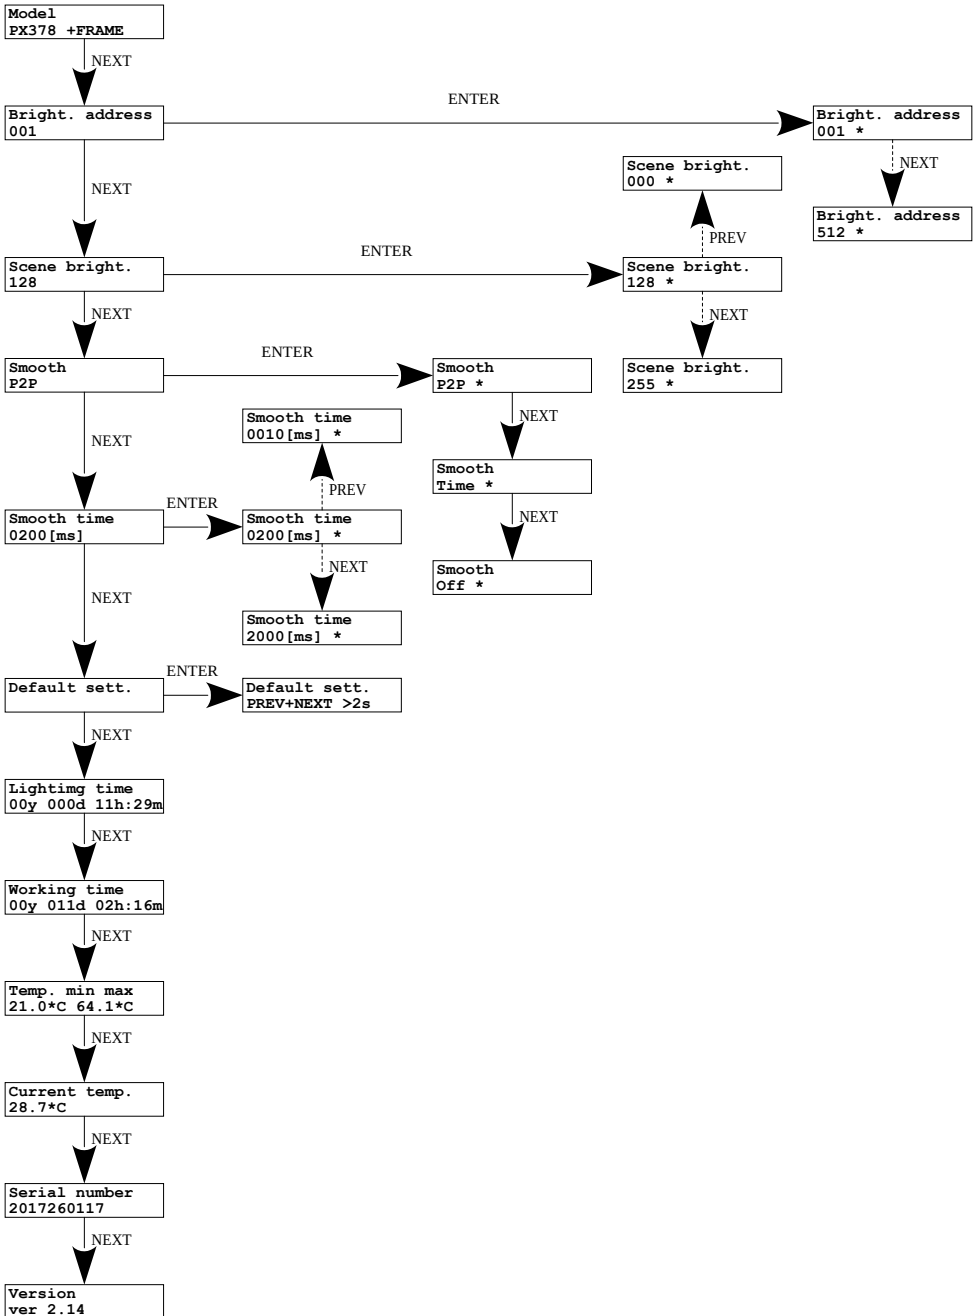 Model
PX378 +FRAME
NEXT
ENTER
Bright. address
001
Bright. address
001 *
NEXT
Scene bright.
000 *
NEXT
Bright. address
512 *
PREV
ENTER
Scene bright.
128
Scene bright.
128 *
NEXT
NEXT
ENTER
Smooth
P2P
Smooth
P2P *
Scene bright.
255 *
Smooth time
0010[ms] *
NEXT
NEXT
Smooth
Time *
PREV
ENTER
Smooth time
0200[ms]
Smooth time
0200[ms] *
NEXT
NEXT
Smooth
Off *
NEXT
Smooth time
2000[ms] *
ENTER
Default sett.
Default sett.
PREV+NEXT >2s
NEXT
Lightimg time
00y 000d 11h:29m
NEXT
Working time
00y 011d 02h:16m
NEXT
Temp. min max
21.0*C 64.1*C
NEXT
Current temp.
28.7*C
NEXT
Serial number
2017260117
NEXT
Version
ver 2.14